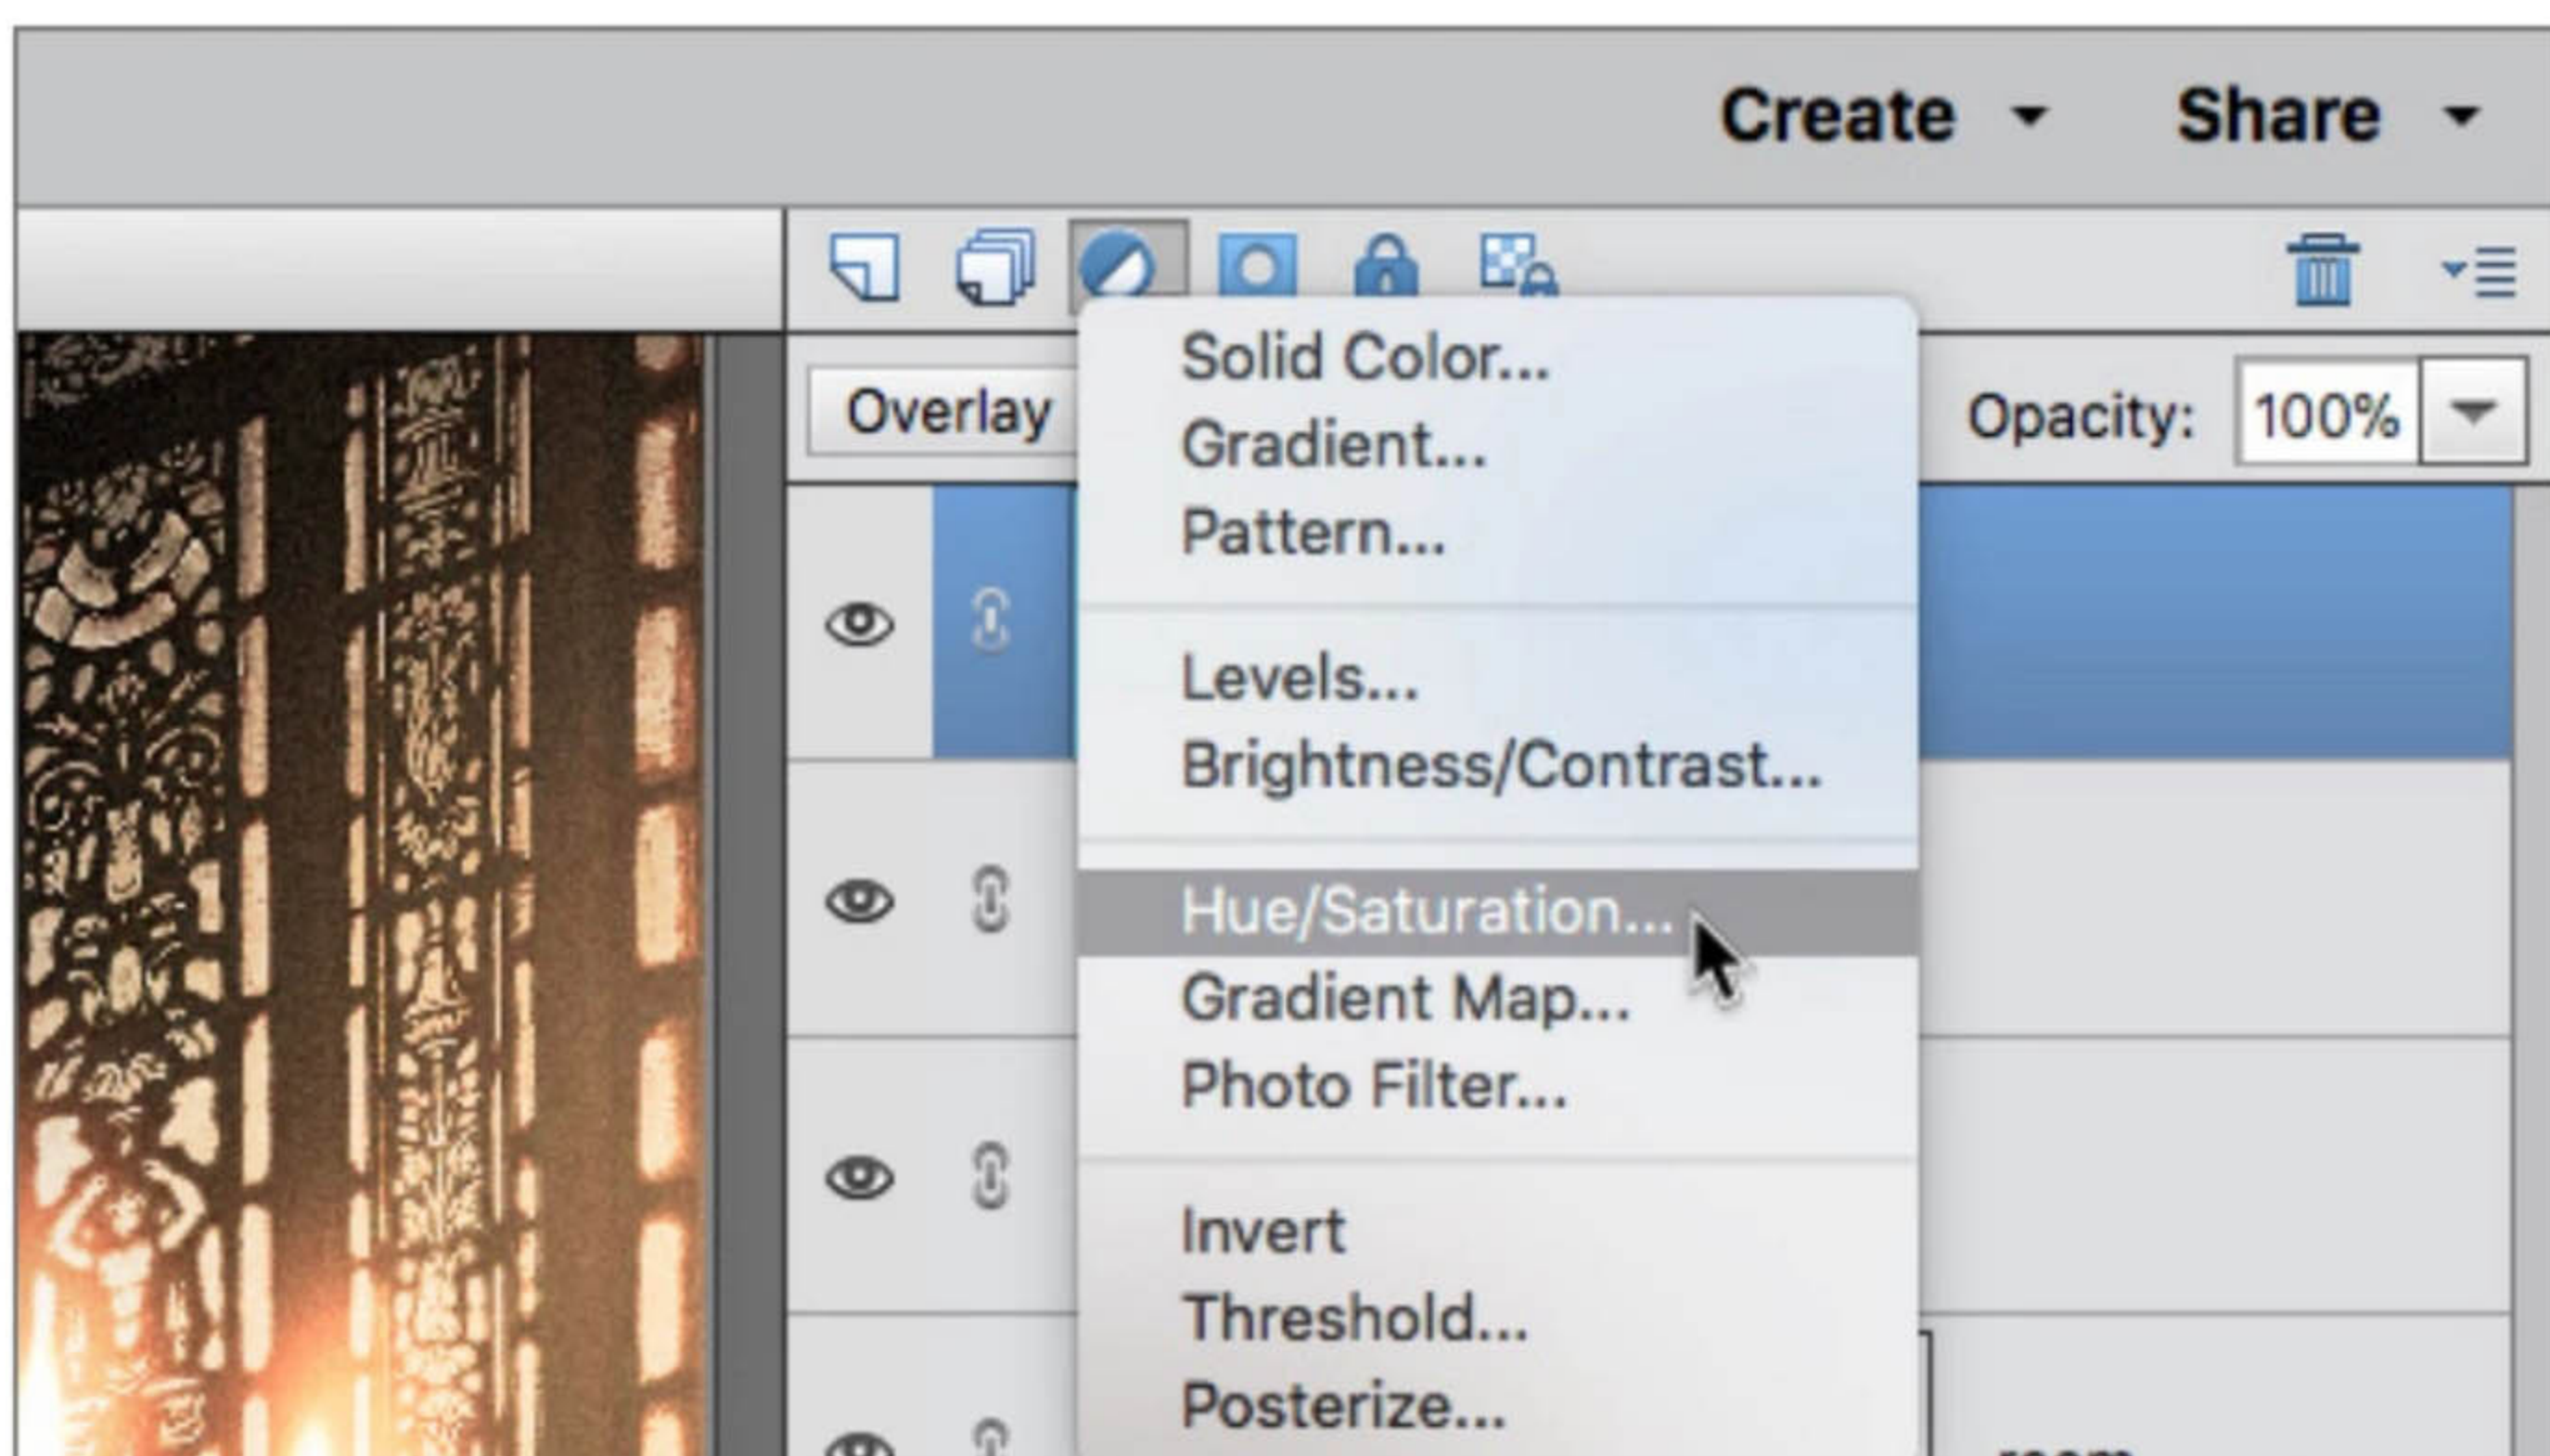 Create
Share
Overlay
Opacity: 100%
Solid Color...
Gradient...
Pattern...
Levels...
Brightness/Contrast...
Hue/Saturation...
Gradient Map...
Photo Filter...
Invert
Threshold...
Posterize...